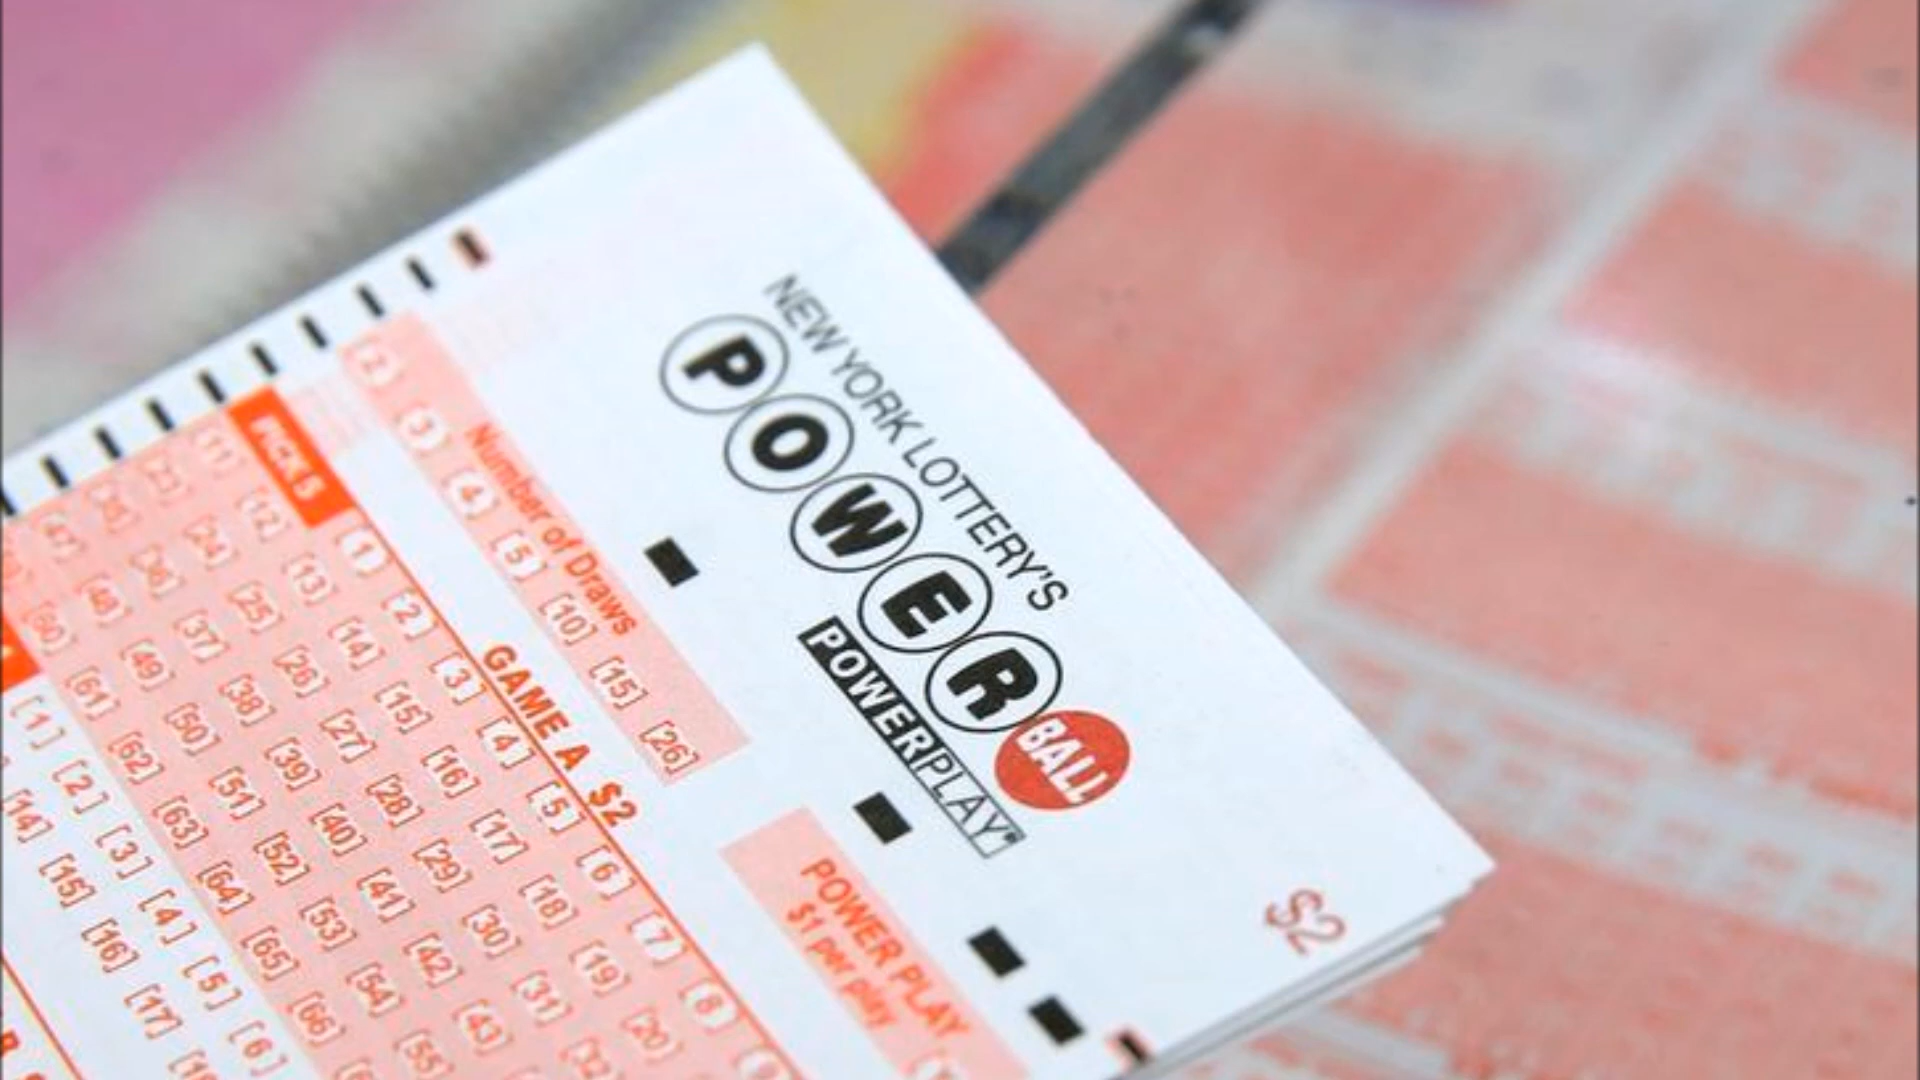 NEW YORK LOTTERY'S
POWER
BALL
POWERPLAY®
$2
Number of Draws
[2] [3] [4] [5] [10] [15] [26]
POWER PLAY
$1 per play
GAME A $2
PICK 5
[1] [2] [3] [4] [5] [6] [7] [8] [9]
[11] [12] [13] [14] [15] [16] [17] [18] [19] [20]
[23] [24] [25] [26] [27] [28] [29] [30] [31] [32]
[35] [36] [37] [38] [39] [40] [41] [42] [43]
[47] [48] [49] [50] [51] [52] [53] [54] [55]
[60] [61] [62] [63] [64] [65] [66]
[1] [2] [3] [4] [5] [6]
[14] [15] [16] [17]